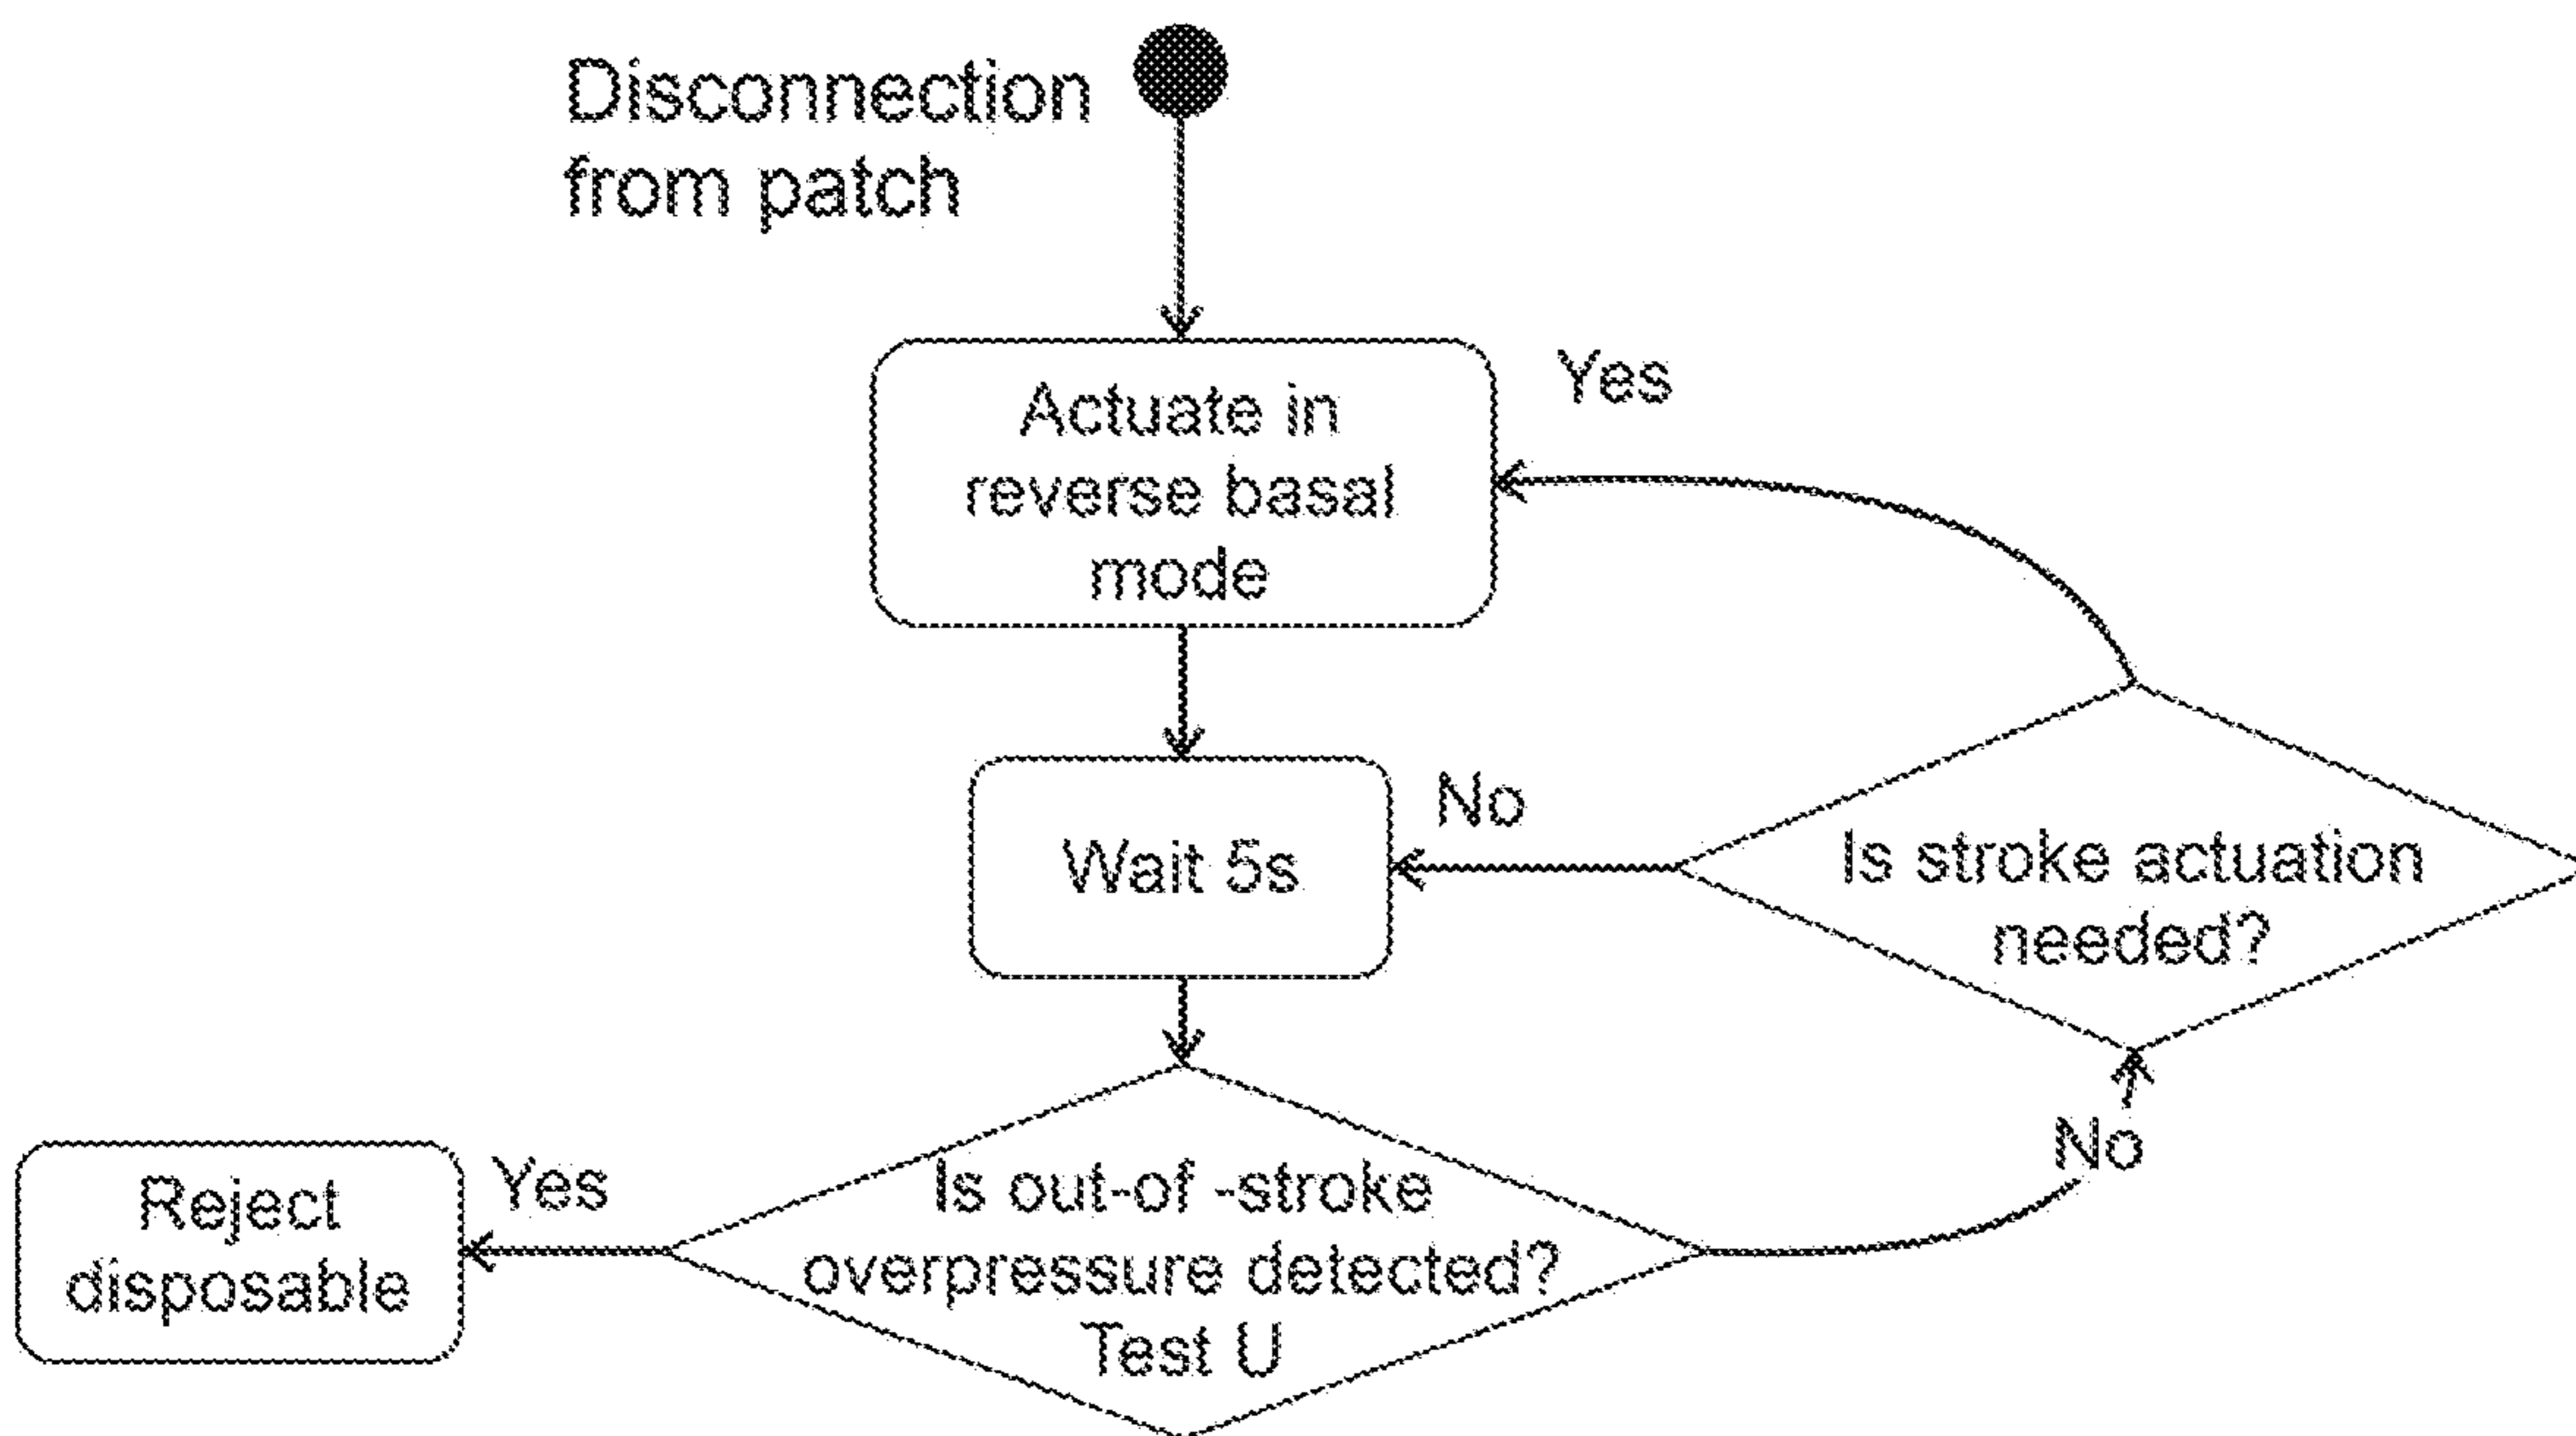 Disconnection
from patch
Actuate in
reverse basal
mode
Yes
Wait 5s
No
Is stroke actuation
needed?
Reject
disposable
Yes
Is out-of -stroke
overpressure detected?
Test U
No